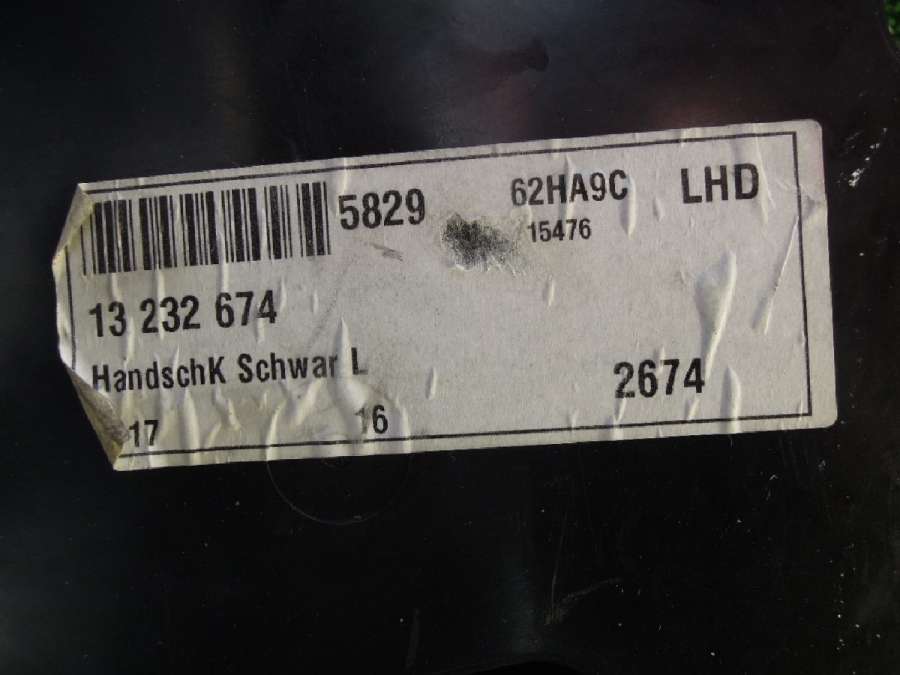 5829 62HA9C LHD
15476
13 232 674
HandschK Schwar L
2674
17 16